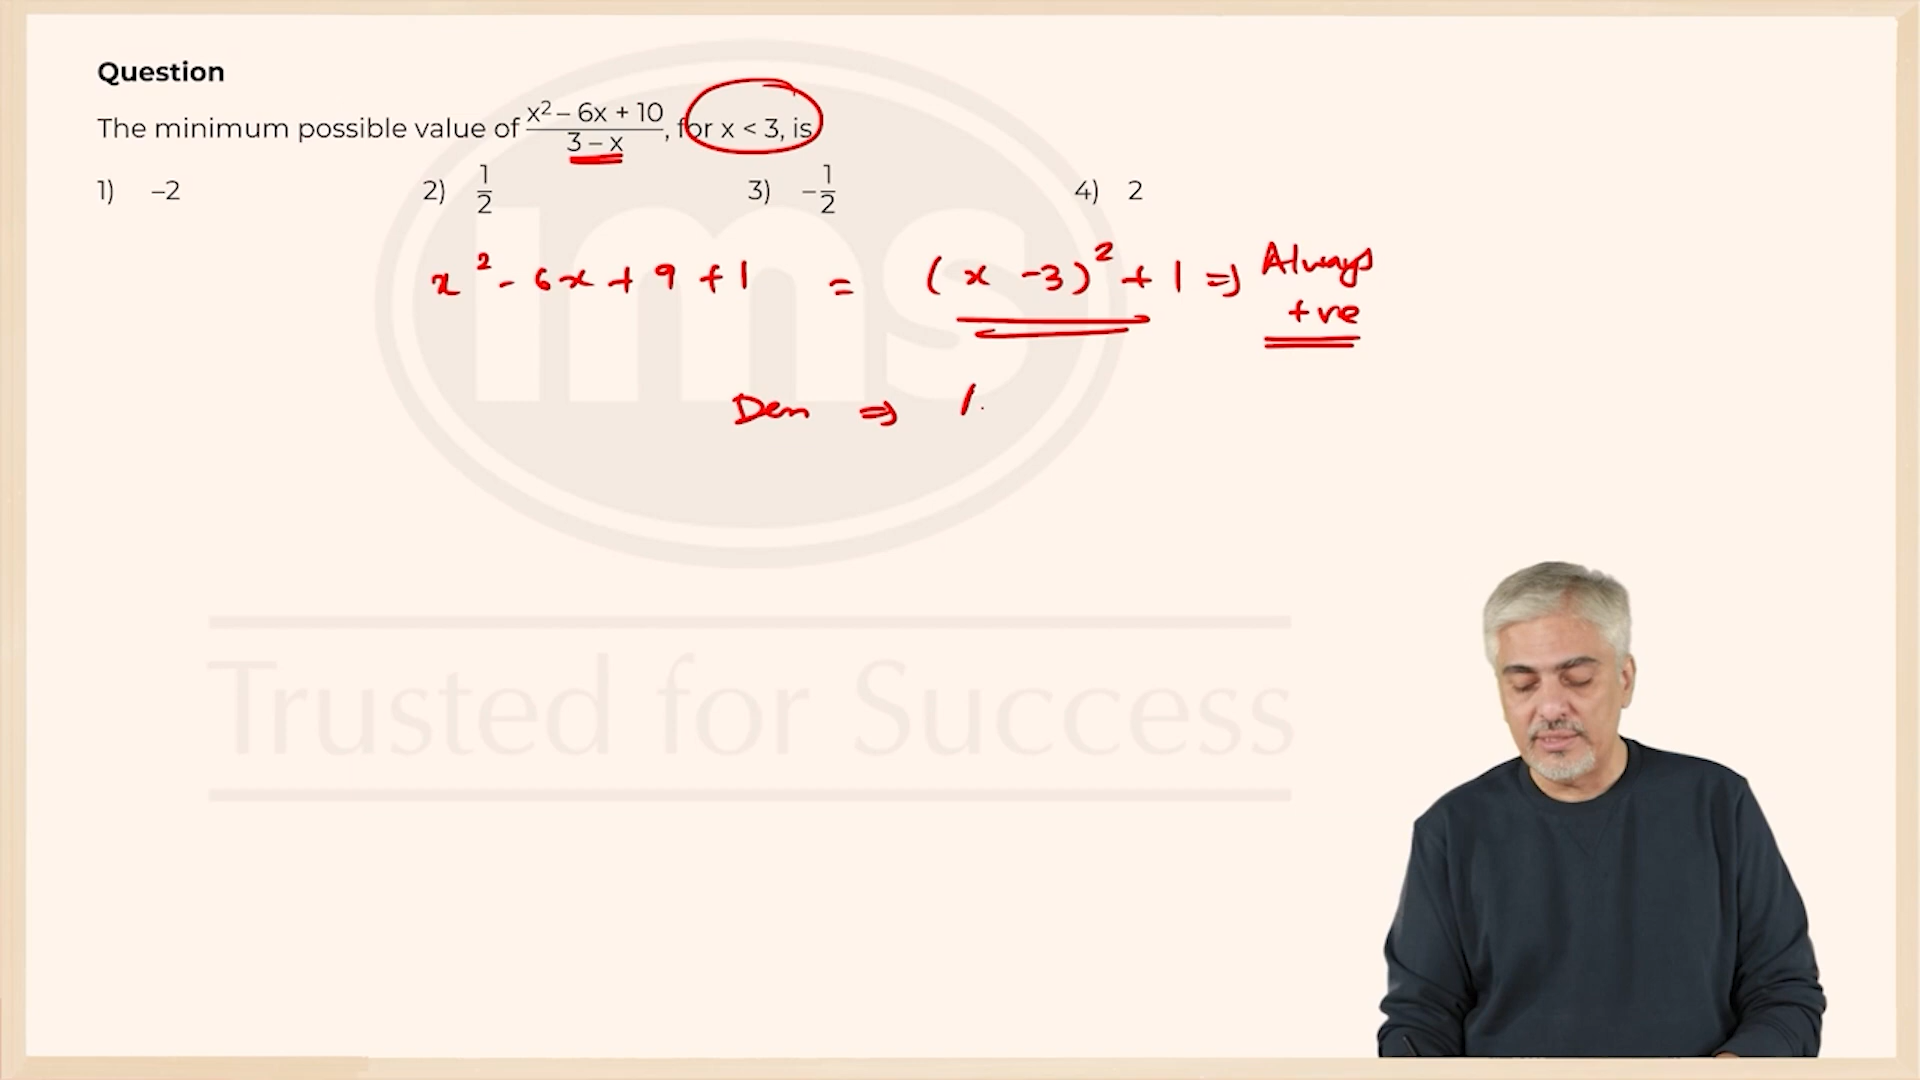 Question
The minimum possible value of x² – 6x + 10 / 3 – x, for x < 3, is
1) –2 2) 1/2 3) –1/2 4) 2
x² - 6x + 9 + 1 = (x - 3)² + 1 ⇒ Always
+ve
Den ⇒
ims
Trusted for Success